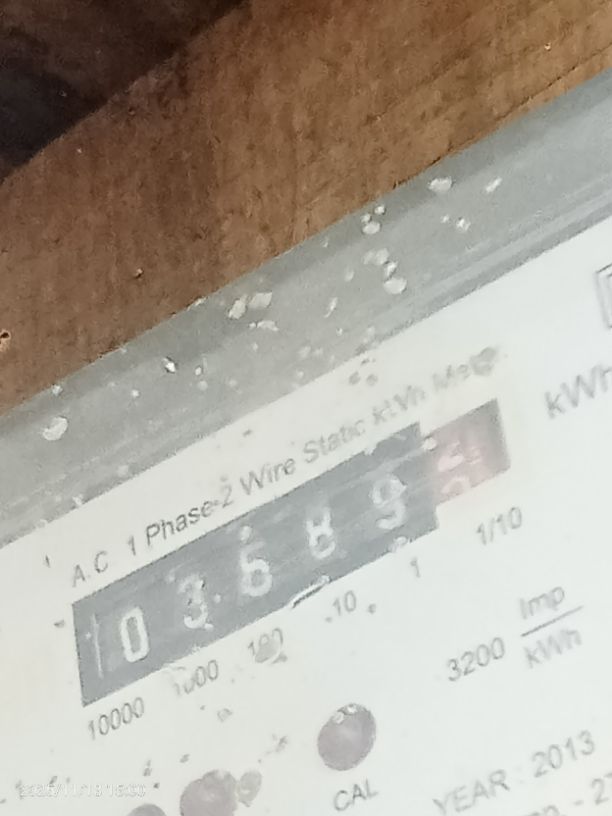 kWh
A.C. 1 Phase-2 Wire Static kWh Meter
0 3 6 8 9
10000 1000 100 10 1 1/10
3200 Imp/kWh
CAL
YEAR : 2013